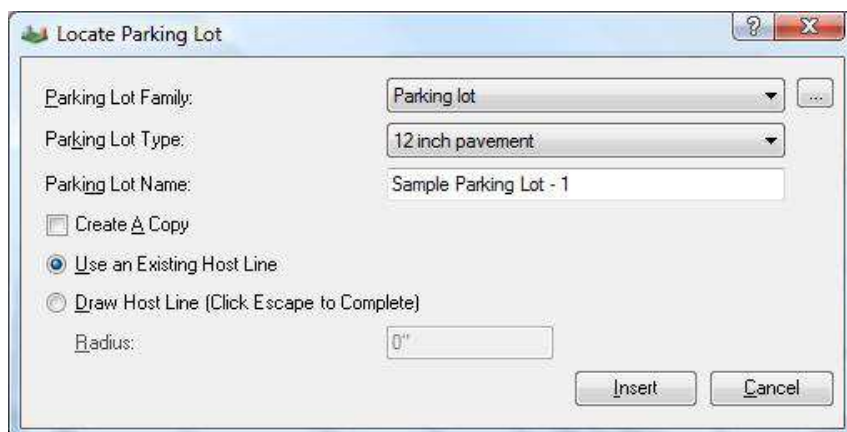 Locate Parking Lot
?
Parking Lot Family: Parking lot ...
Parking Lot Type: 12 inch pavement
Parking Lot Name: Sample Parking Lot - 1
Create A Copy
Use an Existing Host Line
Draw Host Line (Click Escape to Complete)
Radius: 0"
Insert Cancel